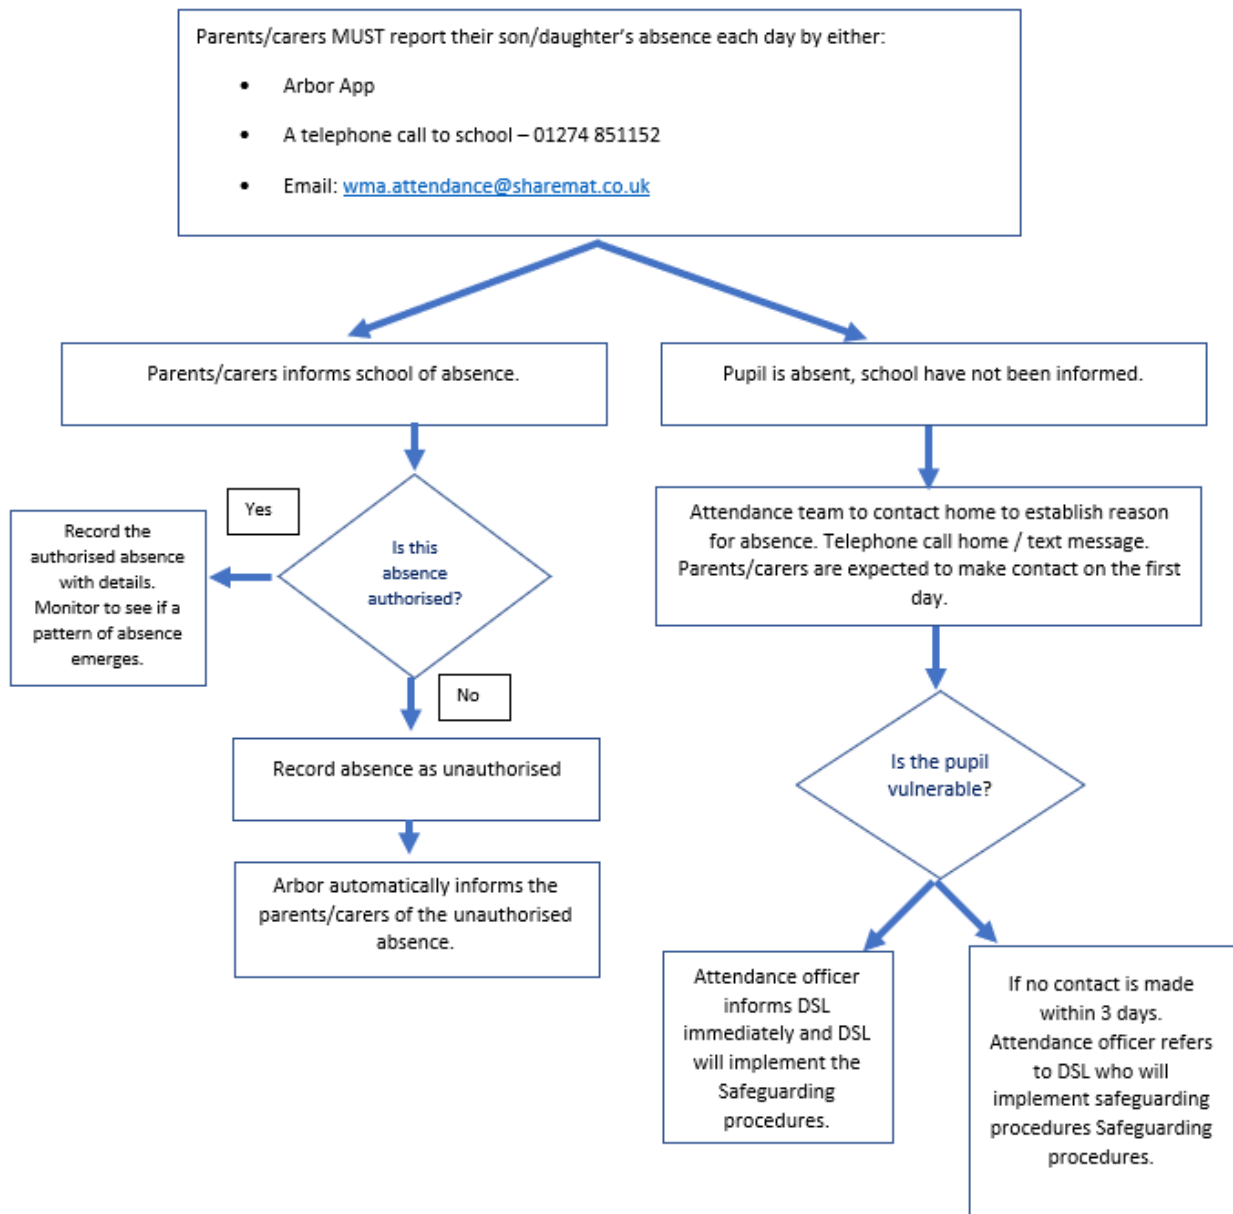 Parents/carers MUST report their son/daughter's absence each day by either:
• Arbor App
• A telephone call to school – 01274 851152
• Email: wma.attendance@sharemat.co.uk
Parents/carers informs school of absence.
Pupil is absent, school have not been informed.
Yes
Record the
authorised absence
with details.
Monitor to see if a
pattern of absence
emerges.
Is this
absence
authorised?
No
Record absence as unauthorised
Arbor automatically informs the
parents/carers of the unauthorised
absence.
Attendance team to contact home to establish reason
for absence. Telephone call home / text message.
Parents/carers are expected to make contact on the first
day.
Is the pupil
vulnerable?
Attendance officer
informs DSL
immediately and DSL
will implement the
Safeguarding
procedures.
If no contact is made
within 3 days.
Attendance officer refers
to DSL who will
implement safeguarding
procedures Safeguarding
procedures.